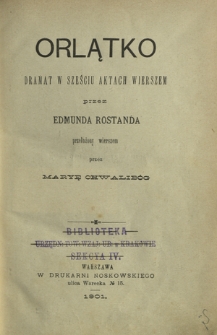 ORLĄTKO
DRAMAT W SZEŚCIU AKTACH WIERSZEM
przez
EDMUNDA ROSTANDA
przełożony wierszem
przez
MARYĘ CHWALIBÓG
BIBLIOTEKA
w KRAKOWIE
SEKCYA IV.
WARSZAWA
W DRUKARNI NOSKOWSKIEGO
ulica Warecka № 15.
1901.